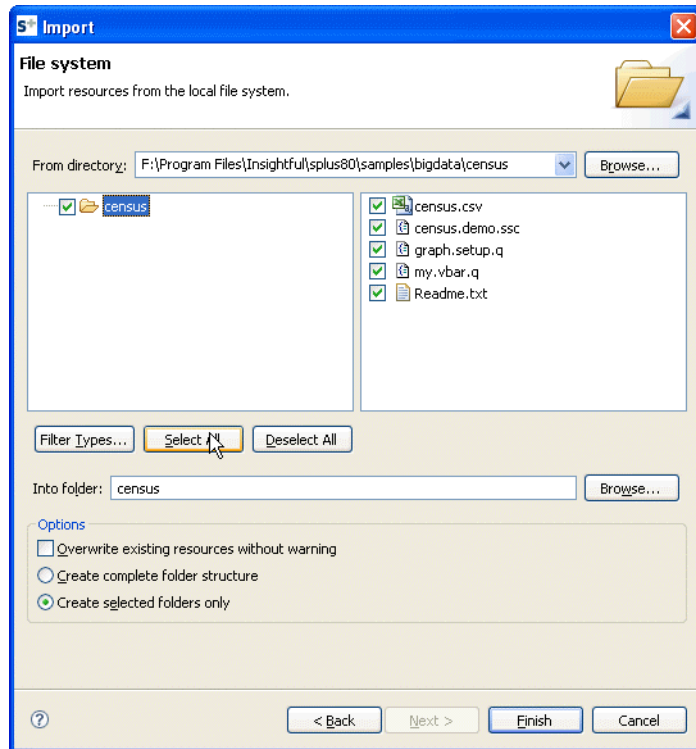 S+ Import
File system
Import resources from the local file system.
From directory: F:\Program Files\Insightful\splus80\samples\bigdata\census Browse...
census
census.csv
census.demo.ssc
graph.setup.q
my.vbar.q
Readme.txt
Filter Types... Select All Deselect All
Into folder: census Browse...
Options
Overwrite existing resources without warning
Create complete folder structure
Create selected folders only
? < Back Next > Finish Cancel